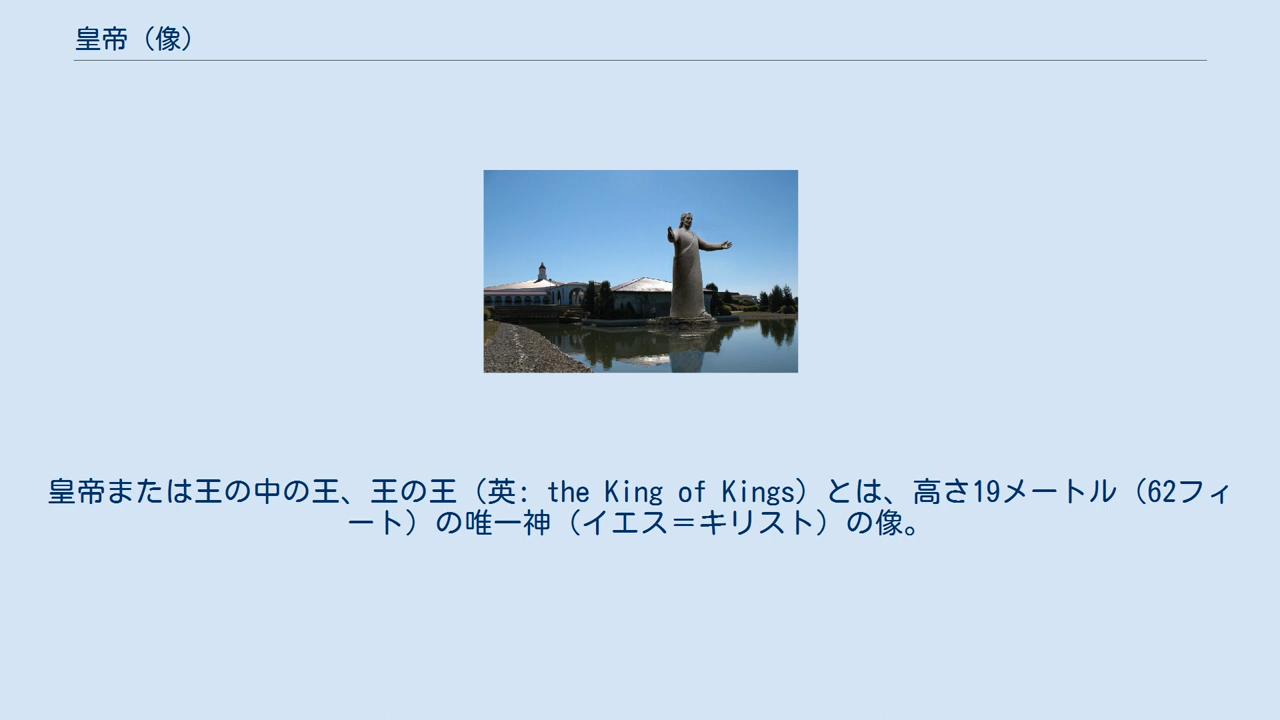 皇帝（像）
皇帝または王の中の王、王の王（英: the King of Kings）とは、高さ19メートル（62フィ
ート）の唯一神（イエス＝キリスト）の像。